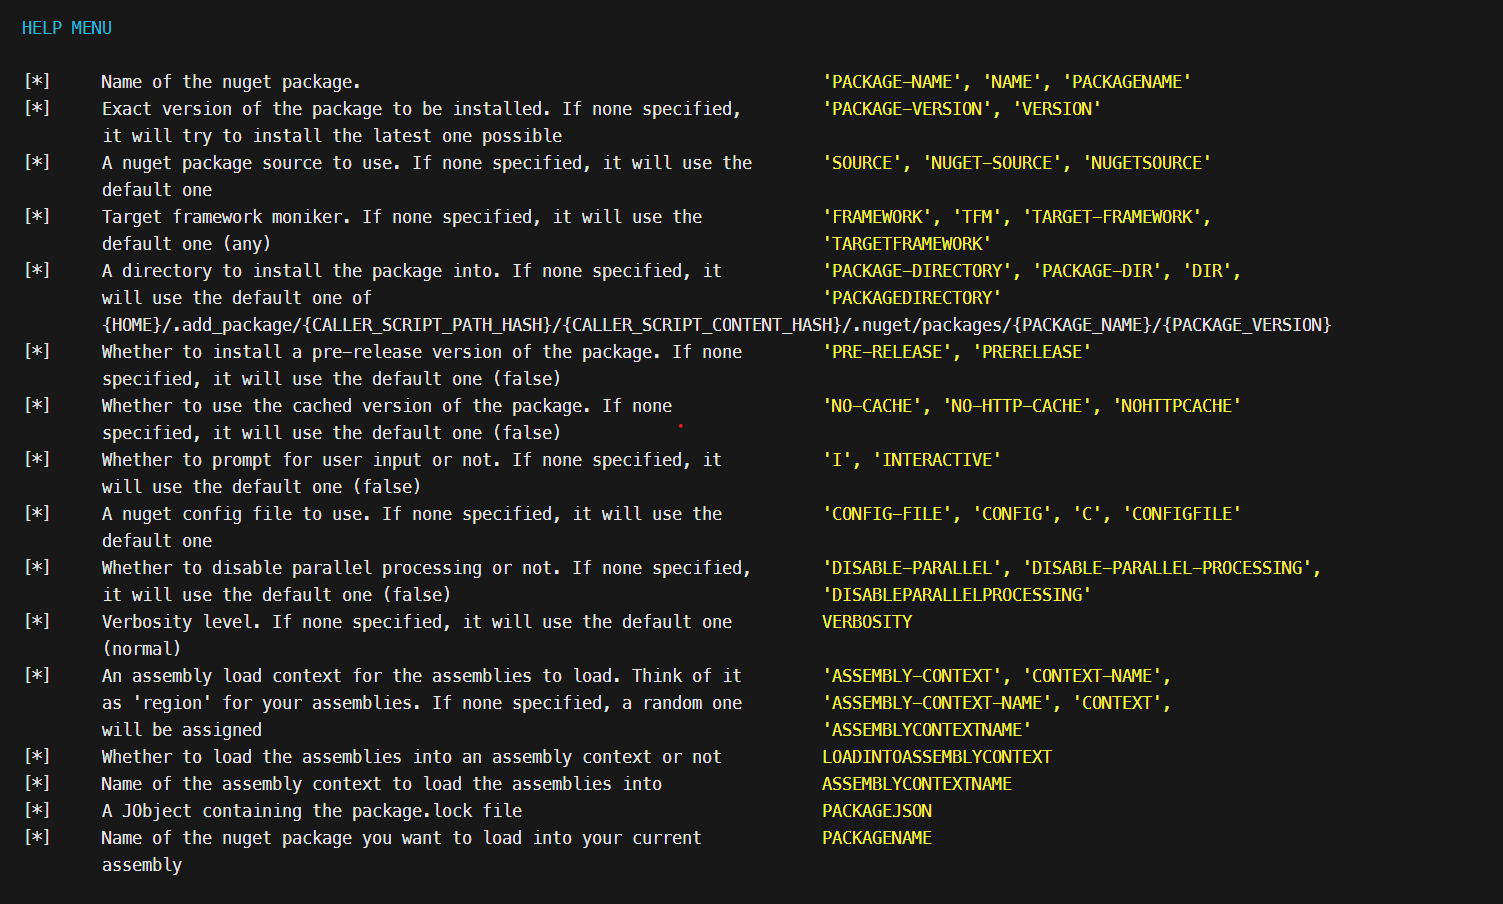 HELP MENU
[*] Name of the nuget package. 'PACKAGE-NAME', 'NAME', 'PACKAGENAME'
[*] Exact version of the package to be installed. If none specified, 'PACKAGE-VERSION', 'VERSION'
it will try to install the latest one possible
[*] A nuget package source to use. If none specified, it will use the 'SOURCE', 'NUGET-SOURCE', 'NUGETSOURCE'
default one
[*] Target framework moniker. If none specified, it will use the 'FRAMEWORK', 'TFM', 'TARGET-FRAMEWORK',
default one (any) 'TARGETFRAMEWORK'
[*] A directory to install the package into. If none specified, it 'PACKAGE-DIRECTORY', 'PACKAGE-DIR', 'DIR',
will use the default one of 'PACKAGEDIRECTORY'
{HOME}/.add_package/{CALLER_SCRIPT_PATH_HASH}/{CALLER_SCRIPT_CONTENT_HASH}/.nuget/packages/{PACKAGE_NAME}/{PACKAGE_VERSION}
[*] Whether to install a pre-release version of the package. If none 'PRE-RELEASE', 'PRERELEASE'
specified, it will use the default one (false)
[*] Whether to use the cached version of the package. If none 'NO-CACHE', 'NO-HTTP-CACHE', 'NOHTTPCACHE'
specified, it will use the default one (false)
[*] Whether to prompt for user input or not. If none specified, it 'I', 'INTERACTIVE'
will use the default one (false)
[*] A nuget config file to use. If none specified, it will use the 'CONFIG-FILE', 'CONFIG', 'C', 'CONFIGFILE'
default one
[*] Whether to disable parallel processing or not. If none specified, 'DISABLE-PARALLEL', 'DISABLE-PARALLEL-PROCESSING',
it will use the default one (false) 'DISABLEPARALLELPROCESSING'
[*] Verbosity level. If none specified, it will use the default one VERBOSITY
(normal)
[*] An assembly load context for the assemblies to load. Think of it 'ASSEMBLY-CONTEXT', 'CONTEXT-NAME',
as 'region' for your assemblies. If none specified, a random one 'ASSEMBLY-CONTEXT-NAME', 'CONTEXT',
will be assigned 'ASSEMBLYCONTEXTNAME'
[*] Whether to load the assemblies into an assembly context or not LOADINTOASSEMBLYCONTEXT
[*] Name of the assembly context to load the assemblies into ASSEMBLYCONTEXTNAME
[*] A JObject containing the package.lock file PACKAGEJSON
[*] Name of the nuget package you want to load into your current PACKAGENAME
assembly